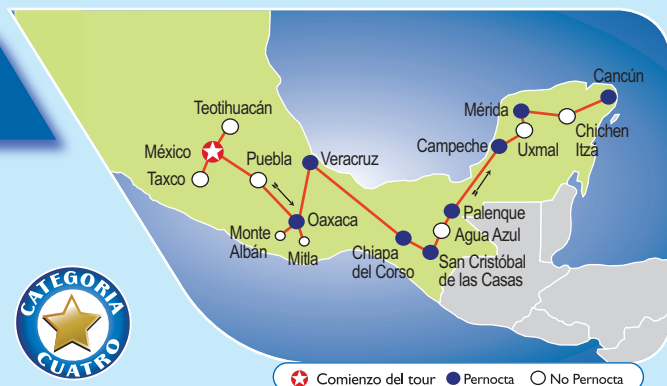 Cancún
Teotihuacán
Mérida
México
Puebla
Veracruz
Campeche
Uxmal
Chichen
Itzá
Taxco
Oaxaca
Palenque
Monte
Albán
Mitla
Chiapa
del Corso
Agua Azul
San Cristóbal
de las Casas
CATEGORIA
CUATRO
Comienzo del tour Pernocta No Pernocta